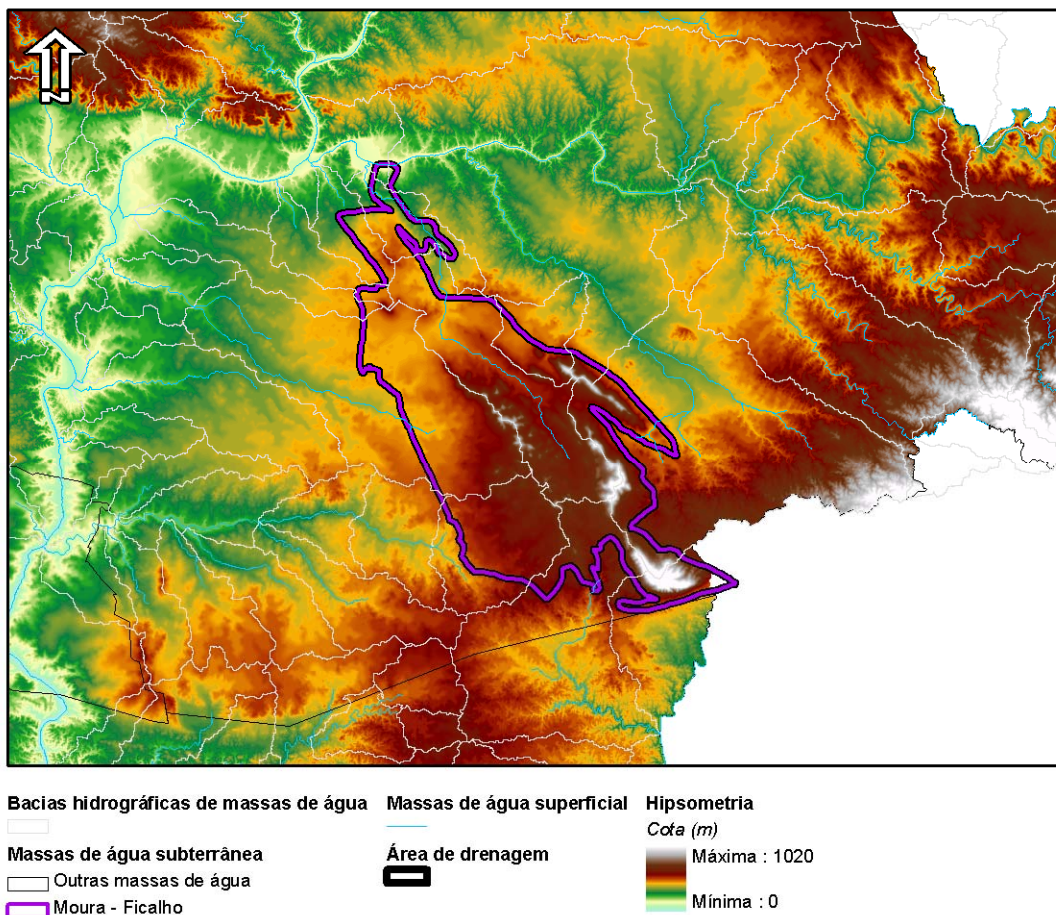 N
Bacias hidrográficas de massas de água
Massas de água subterrânea
Outras massas de água
Moura - Ficalho
Massas de água superficial
Área de drenagem
Hipsometria
Cota (m)
Máxima : 1020
Mínima : 0